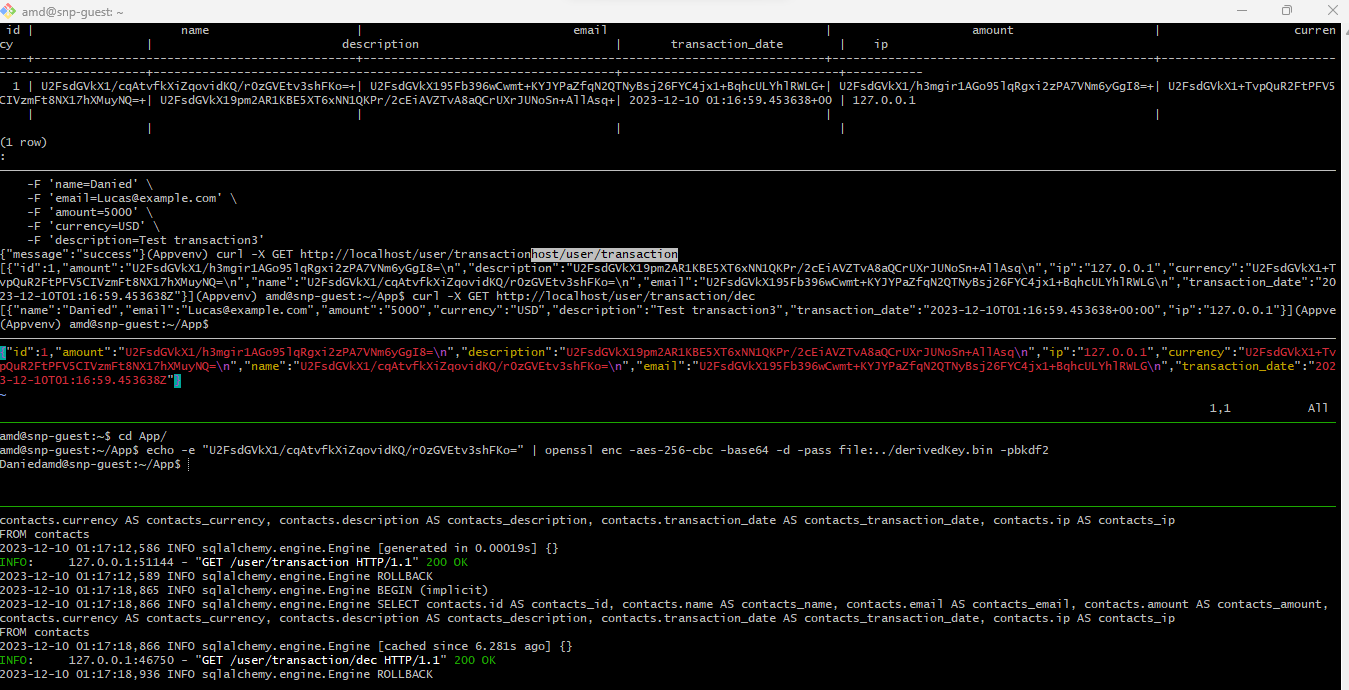 amd@snp-guest: ~
id | name | email | amount | curren
cy | description | transaction_date | ip
----+-----------------------------------------------+-------------------------------------------------------------------+-----------------------------------------------+-------------------------
---------------------+-------------------------------------------------------------------+-------------------------------+-----------
1 | U2FsdGVkX1/cqAtvfkXiZqovidKQ/rOzGVEtv3shFKo=+| U2FsdGVkX195Fb396wCwmt+KYJYPaZfqN2QTNyBsj26FYC4jx1+BqhcULYhlRWLG+| U2FsdGVkX1/h3mgir1AGo95lqRgxi2zPA7VNm6yGgI8=+| U2FsdGVkX1+TvpQuR2FtPFV5
CIVzmFt8NX17hXMuyNQ=+| U2FsdGVkX19pm2AR1KBE5XT6xNN1QKPr/2cEiAVZTvA8aQCrUXrJUNoSn+AllAsq+| 2023-12-10 01:16:59.453638+00 | 127.0.0.1
| | | |
| | |
(1 row)
:
-F 'name=Danied' \
-F 'email=Lucas@example.com' \
-F 'amount=5000' \
-F 'currency=USD' \
-F 'description=Test transaction3'
{"message":"success"}(Appvenv) curl -X GET http://localhost/user/transactionhost/user/transaction
[{"id":1,"amount":"U2FsdGVkX1/h3mgir1AGo95lqRgxi2zPA7VNm6yGgI8=\n","description":"U2FsdGVkX19pm2AR1KBE5XT6xNN1QKPr/2cEiAVZTvA8aQCrUXrJUNoSn+AllAsq\n","ip":"127.0.0.1","currency":"U2FsdGVkX1+T
vpQuR2FtPFV5CIVzmFt8NX17hXMuyNQ=\n","name":"U2FsdGVkX1/cqAtvfkXiZqovidKQ/rOzGVEtv3shFKo=\n","email":"U2FsdGVkX195Fb396wCwmt+KYJYPaZfqN2QTNyBsj26FYC4jx1+BqhcULYhlRWLG\n","transaction_date":"20
23-12-10T01:16:59.453638Z"}](Appvenv) amd@snp-guest:~/App$ curl -X GET http://localhost/user/transaction/dec
[{"name":"Danied","email":"Lucas@example.com","amount":"5000","currency":"USD","description":"Test transaction3","transaction_date":"2023-12-10T01:16:59.453638+00:00","ip":"127.0.0.1"}](Appve
(Appvenv) amd@snp-guest:~/App$
{"id":1,"amount":"U2FsdGVkX1/h3mgir1AGo95lqRgxi2zPA7VNm6yGgI8=\n","description":"U2FsdGVkX19pm2AR1KBE5XT6xNN1QKPr/2cEiAVZTvA8aQCrUXrJUNoSn+AllAsq\n","ip":"127.0.0.1","currency":"U2FsdGVkX1+Tv
pQuR2FtPFV5CIVzmFt8NX17hXMuyNQ=\n","name":"U2FsdGVkX1/cqAtvfkXiZqovidKQ/rOzGVEtv3shFKo=\n","email":"U2FsdGVkX195Fb396wCwmt+KYJYPaZfqN2QTNyBsj26FYC4jx1+BqhcULYhlRWLG\n","transaction_date":"202
3-12-10T01:16:59.453638Z"}
~
1,1 All
amd@snp-guest:~$ cd App/
amd@snp-guest:~/App$ echo -e "U2FsdGVkX1/cqAtvfkXiZqovidKQ/rOzGVEtv3shFKo=" | openssl enc -aes-256-cbc -base64 -d -pass file:../derivedKey.bin -pbkdf2
Daniedamd@snp-guest:~/App$
contacts.currency AS contacts_currency, contacts.description AS contacts_description, contacts.transaction_date AS contacts_transaction_date, contacts.ip AS contacts_ip
FROM contacts
2023-12-10 01:17:12,586 INFO sqlalchemy.engine.Engine [generated in 0.00019s] {}
INFO: 127.0.0.1:51144 - "GET /user/transaction HTTP/1.1" 200 OK
2023-12-10 01:17:12,589 INFO sqlalchemy.engine.Engine ROLLBACK
2023-12-10 01:17:18,865 INFO sqlalchemy.engine.Engine BEGIN (implicit)
2023-12-10 01:17:18,866 INFO sqlalchemy.engine.Engine SELECT contacts.id AS contacts_id, contacts.name AS contacts_name, contacts.email AS contacts_email, contacts.amount AS contacts_amount,
contacts.currency AS contacts_currency, contacts.description AS contacts_description, contacts.transaction_date AS contacts_transaction_date, contacts.ip AS contacts_ip
FROM contacts
2023-12-10 01:17:18,866 INFO sqlalchemy.engine.Engine [cached since 6.281s ago] {}
INFO: 127.0.0.1:46750 - "GET /user/transaction/dec HTTP/1.1" 200 OK
2023-12-10 01:17:18,936 INFO sqlalchemy.engine.Engine ROLLBACK